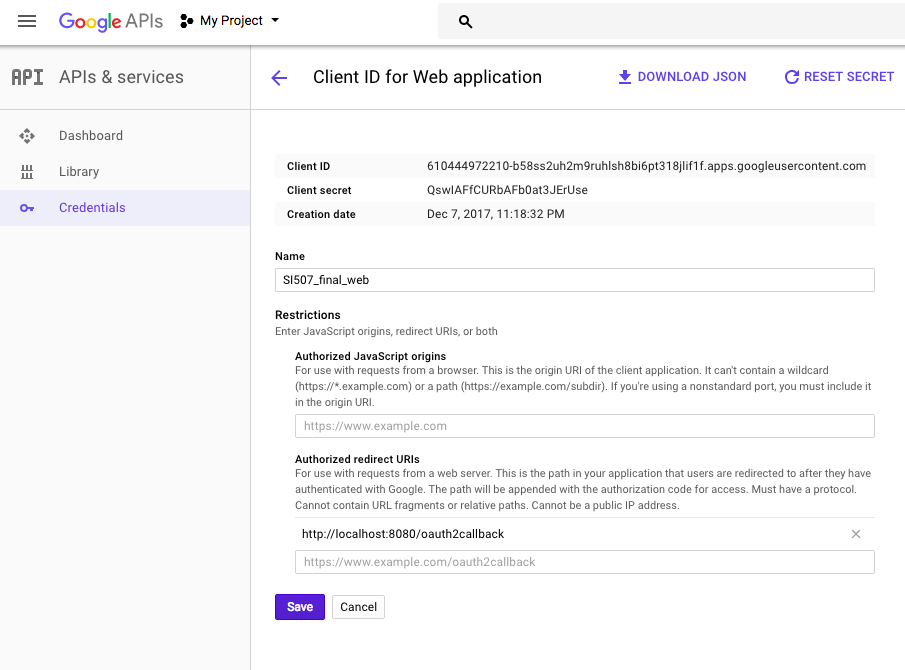 Google APIs
My Project
API APIs & services
Client ID for Web application
DOWNLOAD JSON
RESET SECRET
Dashboard
Library
Credentials
Client ID 610444972210-b58ss2uh2m9ruhlsh8bi6pt318jlif1f.apps.googleusercontent.com
Client secret QswIAFfCURbAFb0at3JErUse
Creation date Dec 7, 2017, 11:18:32 PM
Name
SI507_final_web
Restrictions
Enter JavaScript origins, redirect URIs, or both
Authorized JavaScript origins
For use with requests from a browser. This is the origin URI of the client application. It can't contain a wildcard
(https://*.example.com) or a path (https://example.com/subdir). If you're using a nonstandard port, you must include it
in the origin URI.
https://www.example.com
Authorized redirect URIs
For use with requests from a web server. This is the path in your application that users are redirected to after they have
authenticated with Google. The path will be appended with the authorization code for access. Must have a protocol.
Cannot contain URL fragments or relative paths. Cannot be a public IP address.
http://localhost:8080/oauth2callback
https://www.example.com/oauth2callback
Save
Cancel